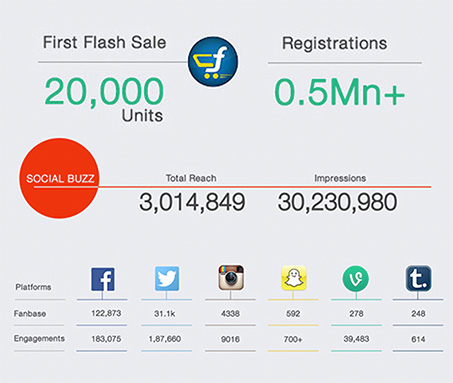 First Flash Sale
20,000
Units
Registrations
0.5Mn+
SOCIAL BUZZ
Total Reach
Impressions
3,014,849
30,230,980
Platforms
Fanbase 122,873 31.1k 4338 592 278 248
Engagements 183,075 1,87,660 9016 700+ 39,483 614